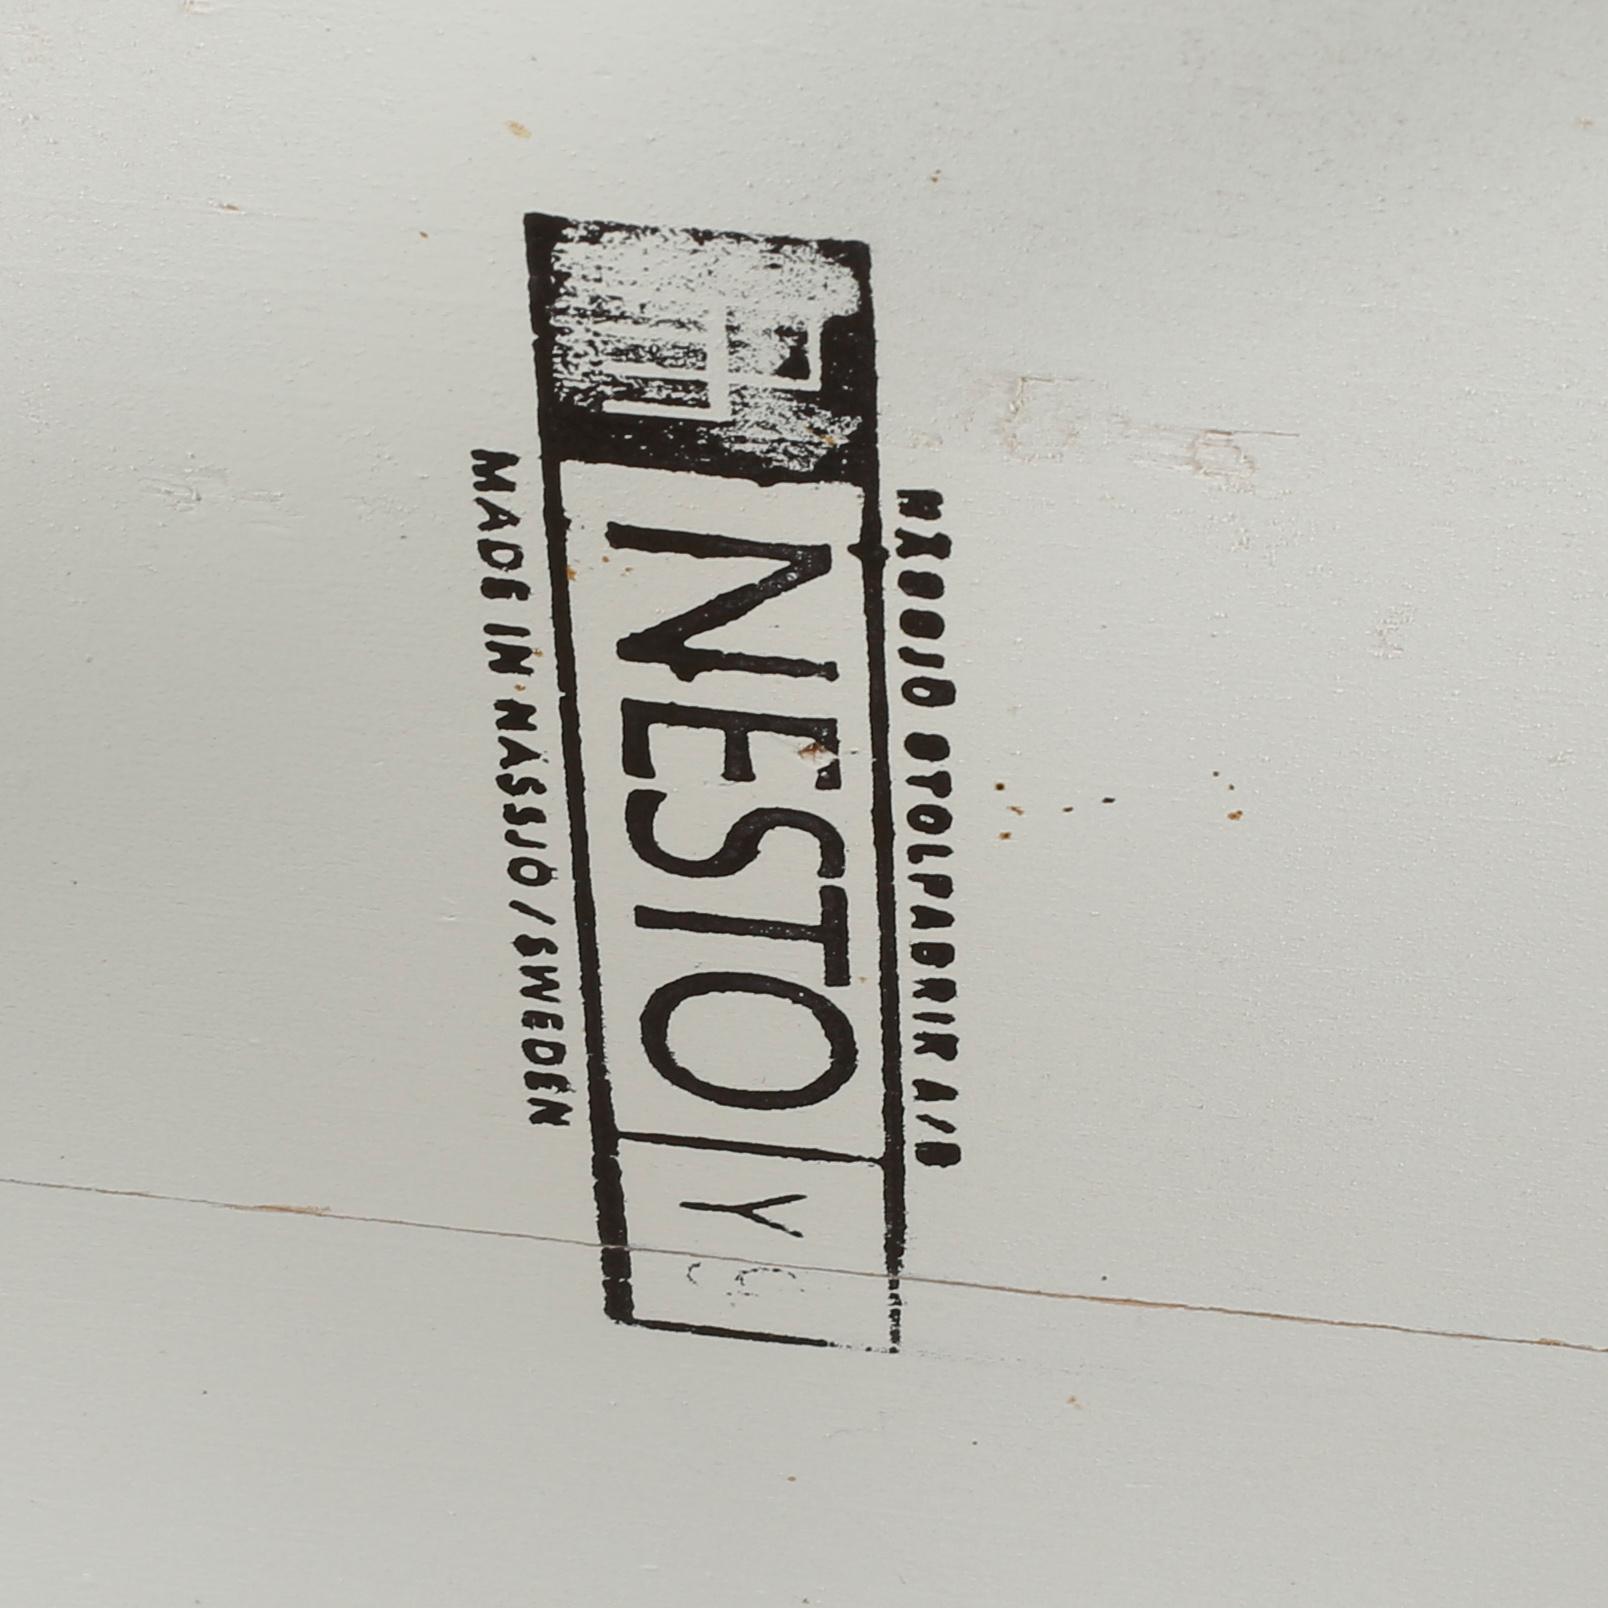 NÄSSJÖ STOLFABRIK A/B
NESTO
Y
MADE IN NÄSSJÖ / SWEDEN